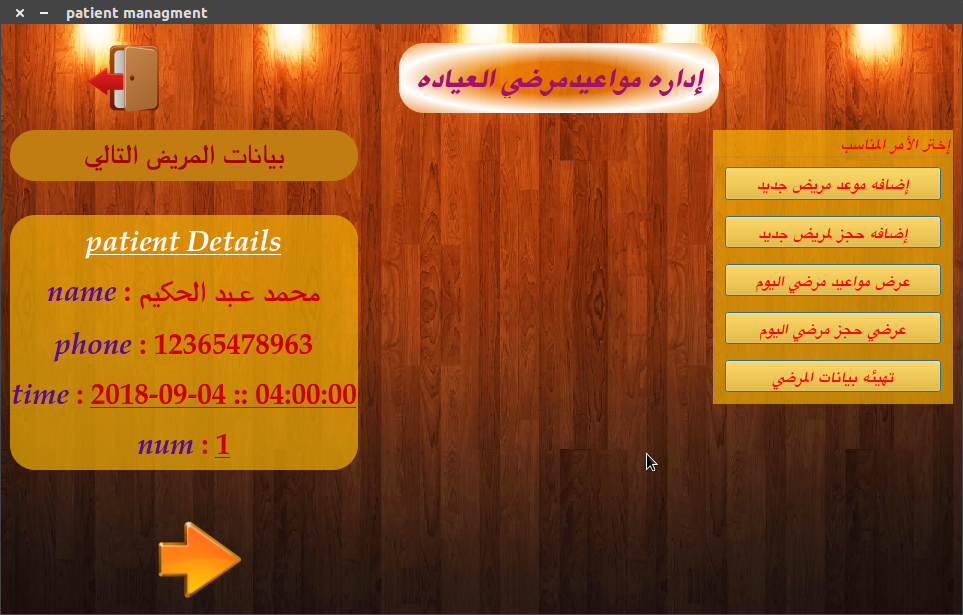 patient managment
إداره مواعيدمرضي العياده
بيانات المريض التالي
patient Details
name : محمد عبد الحكيم
phone : 12365478963
time : 2018-09-04 :: 04:00:00
num : 1
إختر الأمر المناسب
إضافه موعد مريض جديد
إضافه حجز لمريض جديد
عرض مواعيد مرضي اليوم
عرضي حجز مرضي اليوم
تهيئه بيانات المرضي